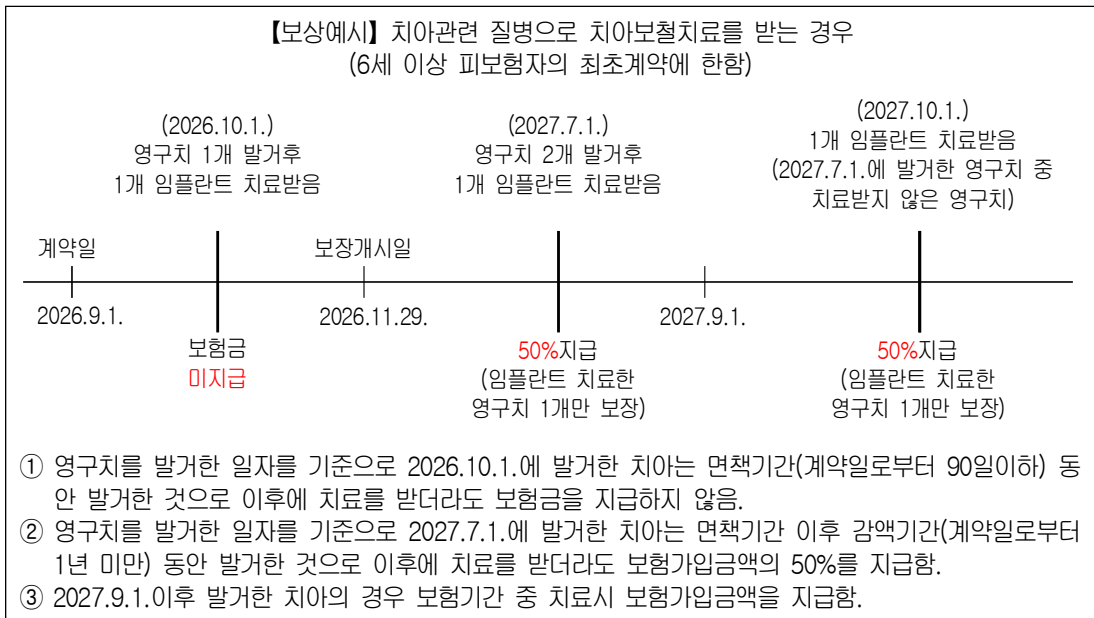 【보상예시】 치아관련 질병으로 치아보철치료를 받는 경우
(6세 이상 피보험자의 최초계약에 한함)
(2026.10.1.)
영구치 1개 발거후
1개 임플란트 치료받음
(2027.7.1.)
영구치 2개 발거후
1개 임플란트 치료받음
(2027.10.1.)
1개 임플란트 치료받음
(2027.7.1.에 발거한 영구치 중
치료받지 않은 영구치)
계약일
보장개시일
2026.9.1.
2026.11.29.
2027.9.1.
보험금
미지급
50%지급
(임플란트 치료한
영구치 1개만 보장)
50%지급
(임플란트 치료한
영구치 1개만 보장)
① 영구치를 발거한 일자를 기준으로 2026.10.1.에 발거한 치아는 면책기간(계약일로부터 90일이하) 동
안 발거한 것으로 이후에 치료를 받더라도 보험금을 지급하지 않음.
② 영구치를 발거한 일자를 기준으로 2027.7.1.에 발거한 치아는 면책기간 이후 감액기간(계약일로부터
1년 미만) 동안 발거한 것으로 이후에 치료를 받더라도 보험가입금액의 50%를 지급함.
③ 2027.9.1.이후 발거한 치아의 경우 보험기간 중 치료시 보험가입금액을 지급함.